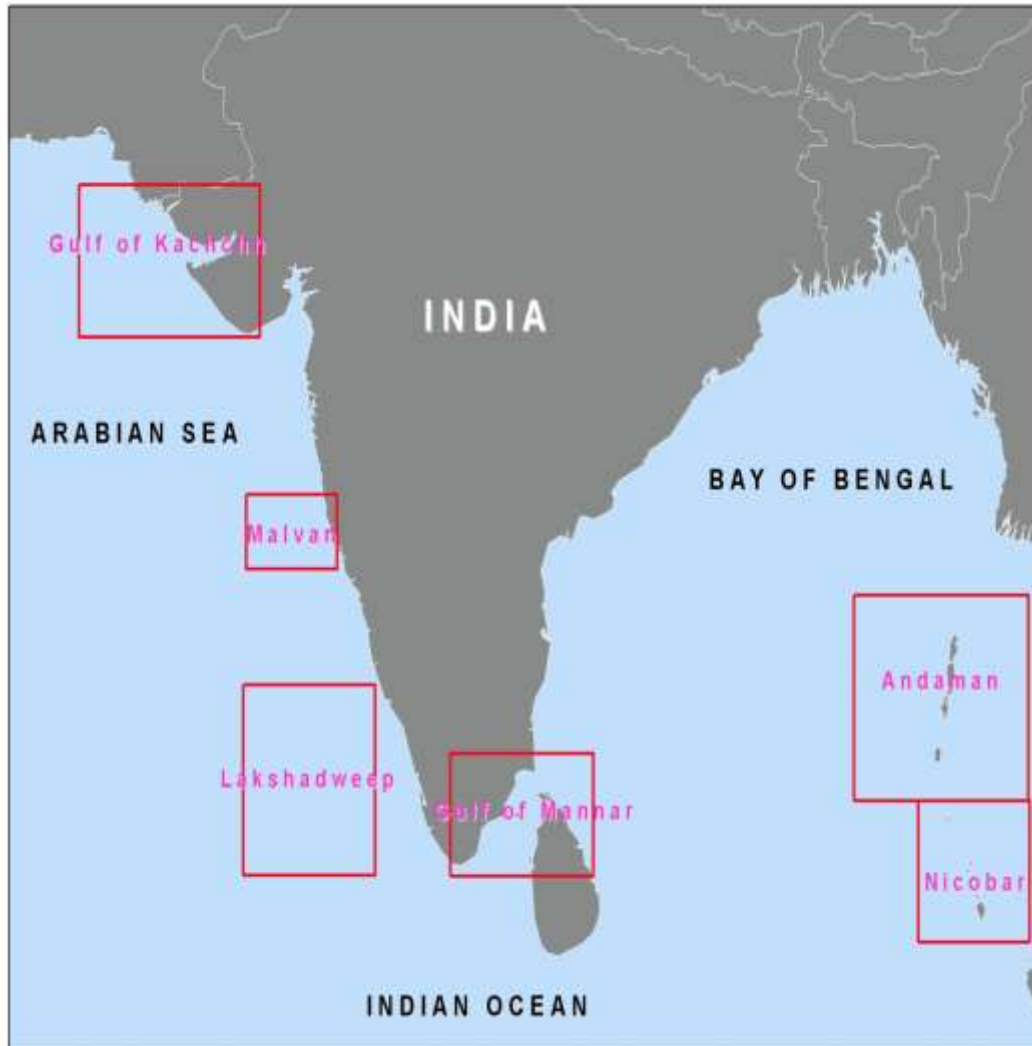 Gulf of Kachchh
INDIA
ARABIAN SEA
BAY OF BENGAL
Malvan
Andaman
Lakshadweep
Gulf of Mannar
Nicobar
INDIAN OCEAN